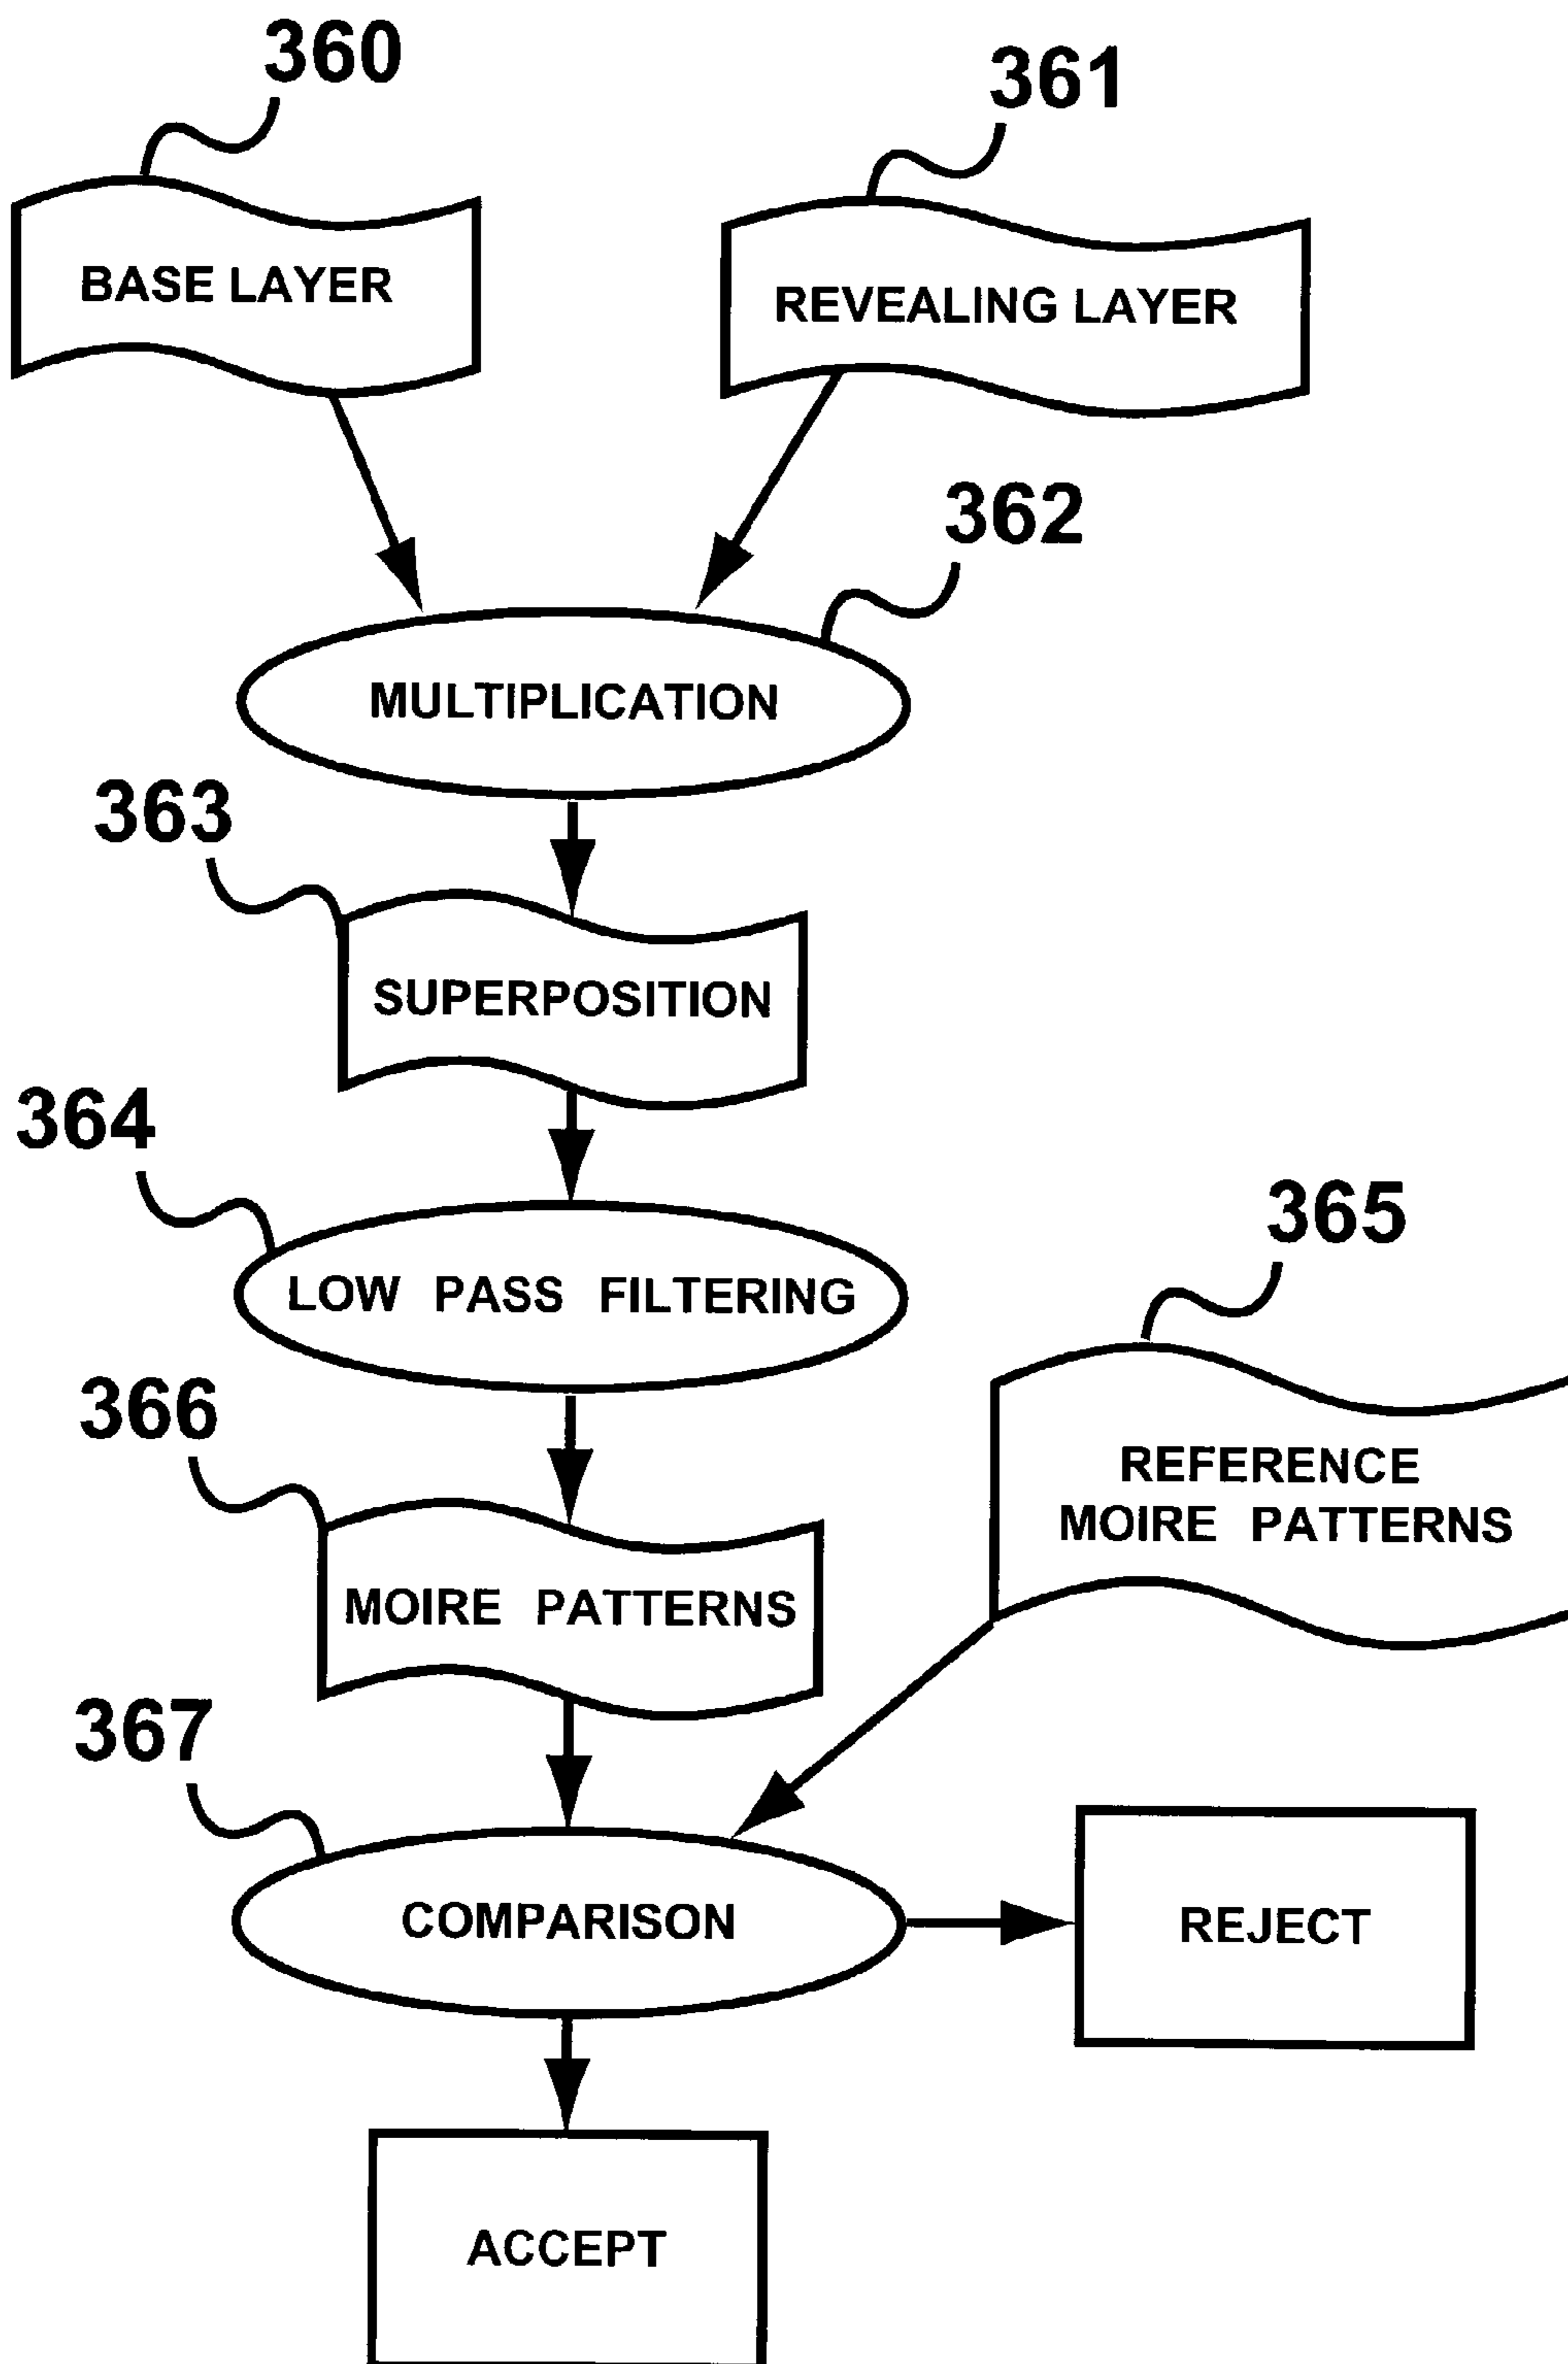 360
361
BASE LAYER
REVEALING LAYER
362
MULTIPLICATION
363
SUPERPOSITION
364
LOW PASS FILTERING
365
REFERENCE
MOIRE PATTERNS
366
MOIRE PATTERNS
367
COMPARISON
REJECT
ACCEPT